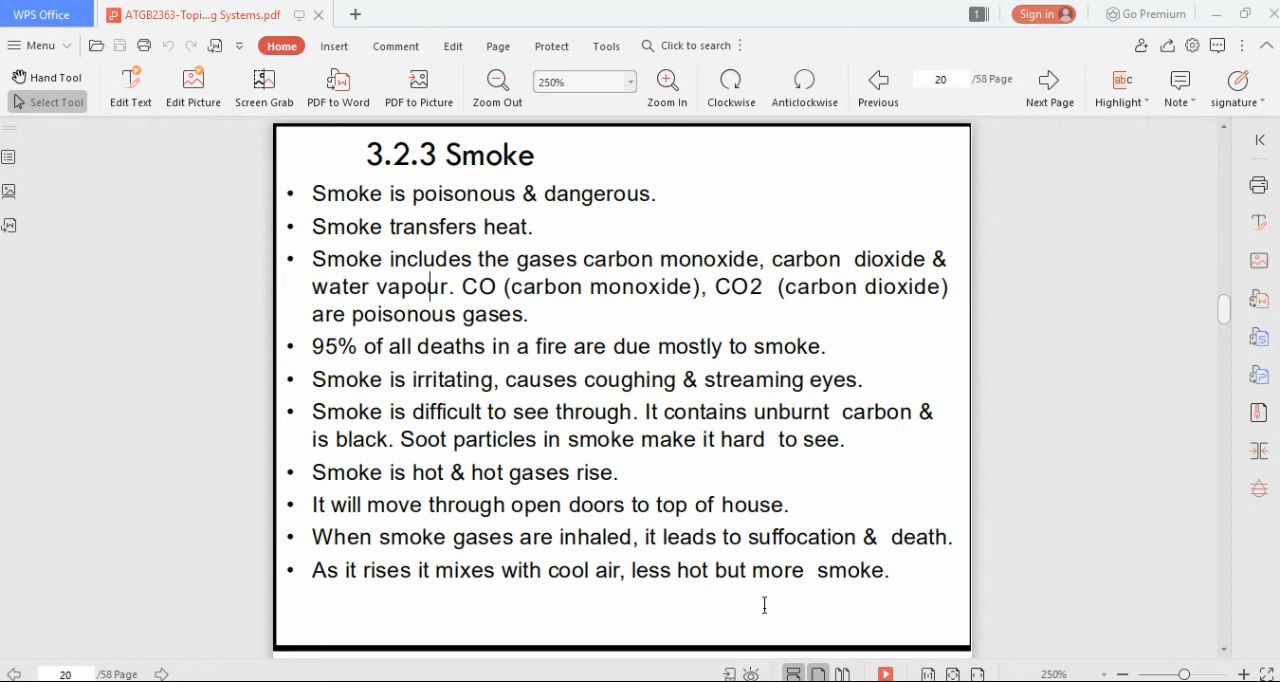 WPS Office ATGB2363-Topi...g Systems.pdf 1 Sign in Go Premium
Menu Home Insert Comment Edit Page Protect Tools Click to search
Hand Tool
Select Tool
Edit Text Edit Picture Screen Grab PDF to Word PDF to Picture Zoom Out 250% Zoom In Clockwise Anticlockwise Previous 20 /58 Page Next Page Highlight Note signature
3.2.3 Smoke
• Smoke is poisonous & dangerous.
• Smoke transfers heat.
• Smoke includes the gases carbon monoxide, carbon dioxide &
water vapour. CO (carbon monoxide), CO2 (carbon dioxide)
are poisonous gases.
• 95% of all deaths in a fire are due mostly to smoke.
• Smoke is irritating, causes coughing & streaming eyes.
• Smoke is difficult to see through. It contains unburnt carbon &
is black. Soot particles in smoke make it hard to see.
• Smoke is hot & hot gases rise.
• It will move through open doors to top of house.
• When smoke gases are inhaled, it leads to suffocation & death.
• As it rises it mixes with cool air, less hot but more smoke.
20 /58 Page 250%